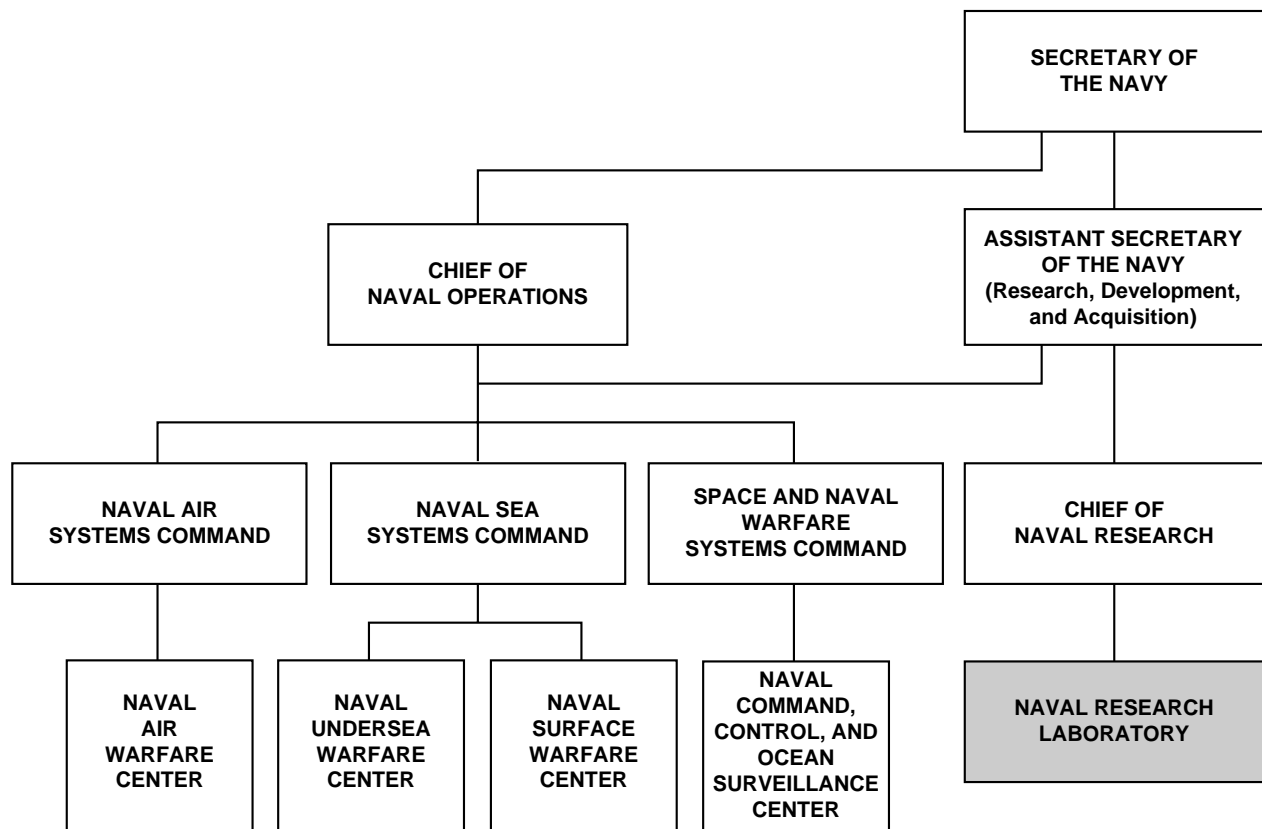 SECRETARY OF
THE NAVY
CHIEF OF
NAVAL OPERATIONS
ASSISTANT SECRETARY
OF THE NAVY
(Research, Development,
and Acquisition)
NAVAL AIR
SYSTEMS COMMAND
NAVAL SEA
SYSTEMS COMMAND
SPACE AND NAVAL
WARFARE
SYSTEMS COMMAND
CHIEF OF
NAVAL RESEARCH
NAVAL
AIR
WARFARE
CENTER
NAVAL
UNDERSEA
WARFARE
CENTER
NAVAL
SURFACE
WARFARE
CENTER
NAVAL
COMMAND,
CONTROL, AND
OCEAN
SURVEILLANCE
CENTER
NAVAL RESEARCH
LABORATORY